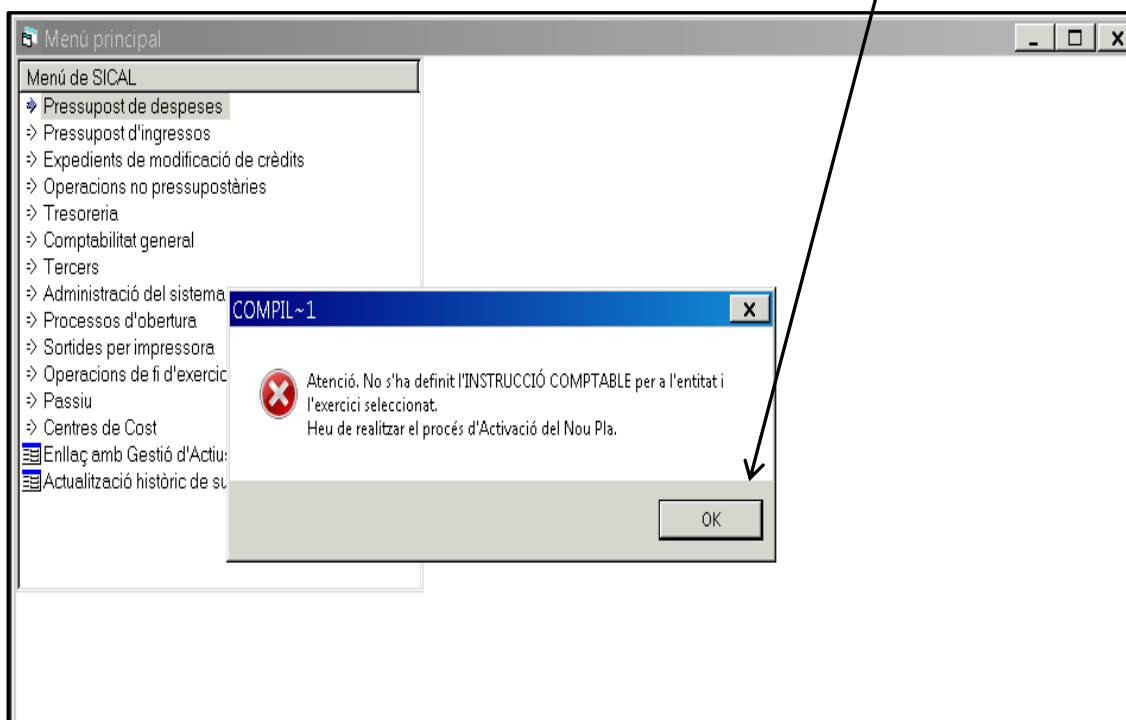 Menú principal
Menú de SICAL
Pressupost de despeses
Pressupost d'ingressos
Expedients de modificació de crèdits
Operacions no pressupostàries
Tresoreria
Comptabilitat general
Tercers
Administració del sistema
Processos d'obertura
Sortides per impressora
Operacions de fi d'exercic
Passiu
Centres de Cost
Enllaç amb Gestió d'Actius
Actualització històric de su
COMPIL~1
Atenció. No s'ha definit l'INSTRUCCIÓ COMPTABLE per a l'entitat i
l'exercici seleccionat.
Heu de realitzar el procés d'Activació del Nou Pla.
OK